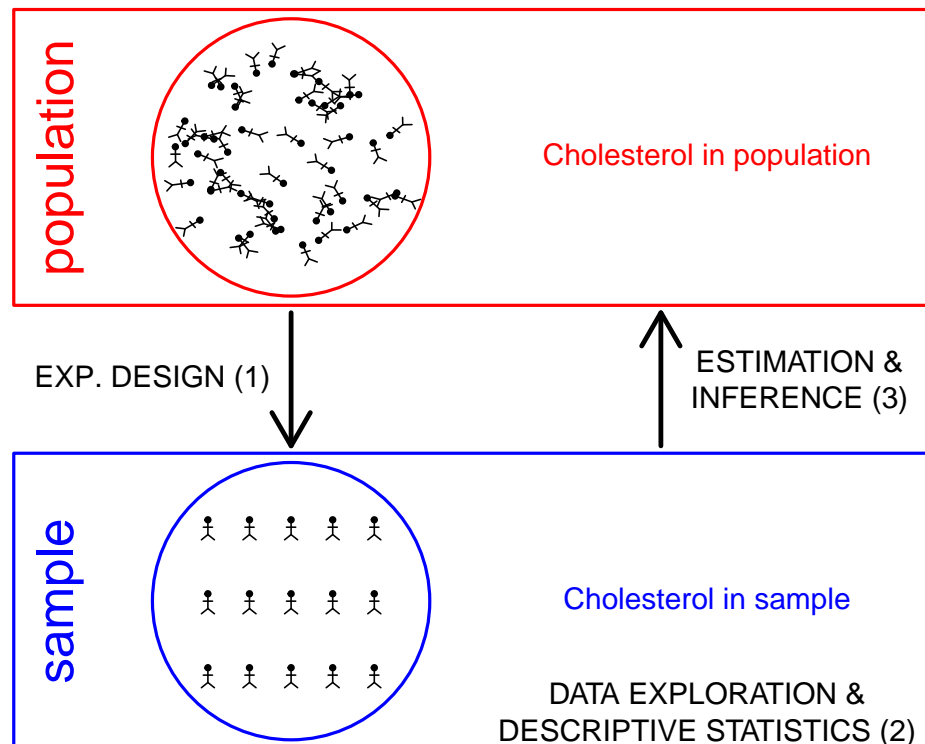 population
Cholesterol in population
EXP. DESIGN (1)
ESTIMATION &
INFERENCE (3)
sample
Cholesterol in sample
DATA EXPLORATION &
DESCRIPTIVE STATISTICS (2)